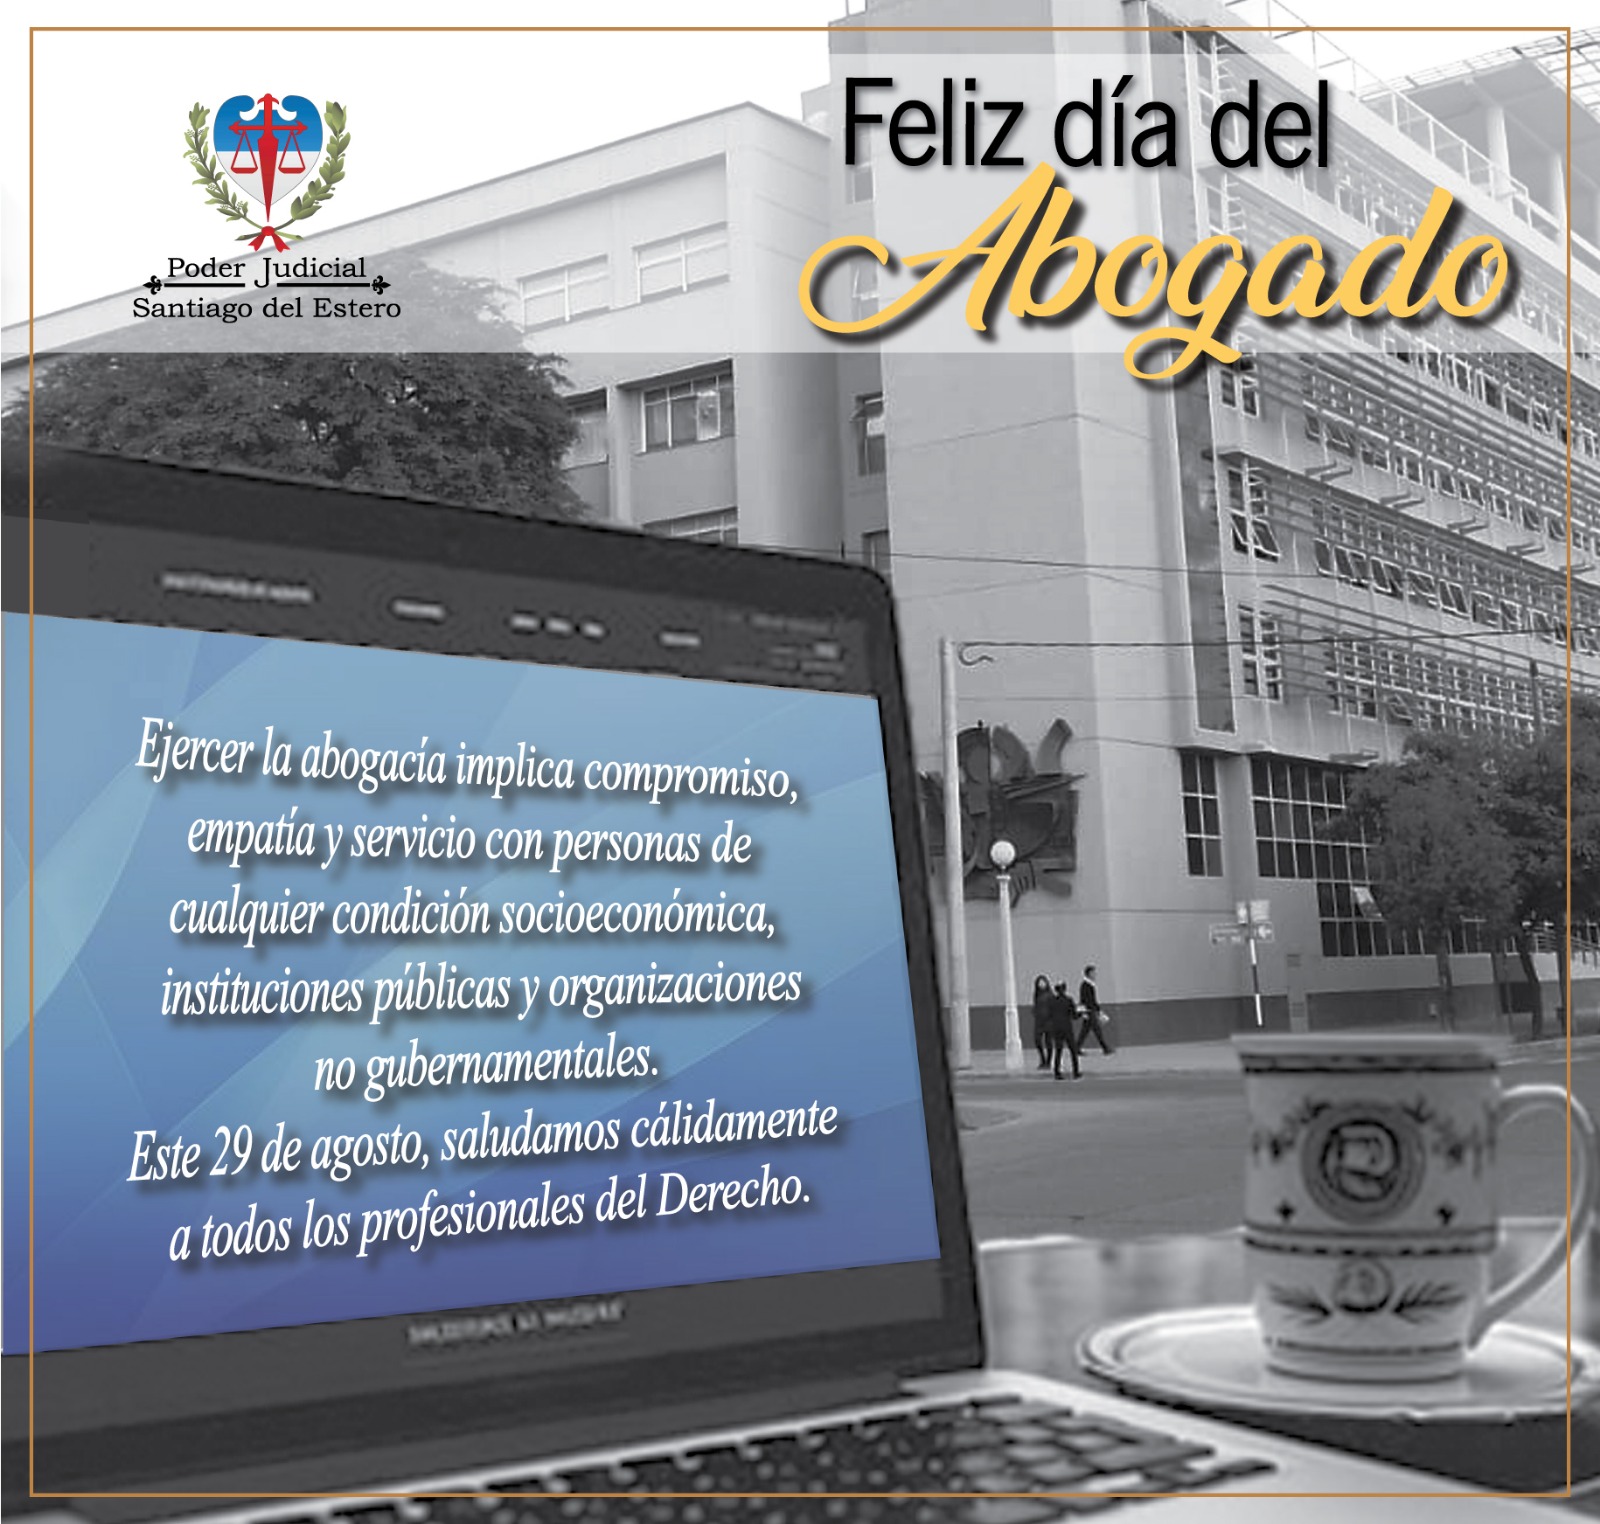 Feliz día del
Abogado
Poder Judicial
Santiago del Estero
Ejercer la abogacía implica compromiso,
empatía y servicio con personas de
cualquier condición socioeconómica,
instituciones públicas y organizaciones
no gubernamentales.
Este 29 de agosto, saludamos cálidamente
a todos los profesionales del Derecho.